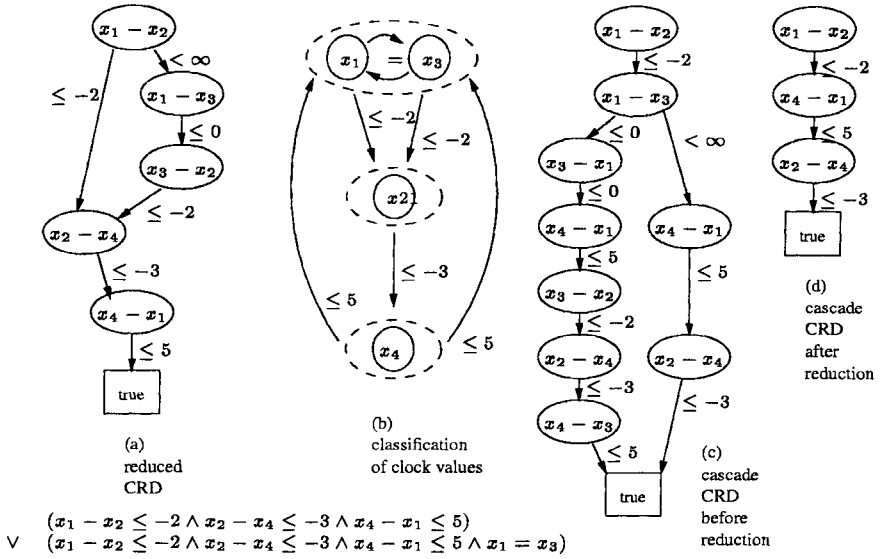 x₁ − x₂
< ∞
≤ −2
x₁ − x₃
≤ 0
x₃ − x₂
≤ −2
x₂ − x₄
≤ −3
x₄ − x₁
≤ 5
true
(a)
reduced
CRD
x₁ = x₃
≤ −2
≤ −2
x21
≤ −3
≤ 5
x₄
≤ 5
(b)
classification
of clock values
x₁ − x₂
≤ −2
x₁ − x₃
≤ 0
< ∞
x₃ − x₁
≤ 0
x₄ − x₁
x₄ − x₁
≤ 5
≤ 5
x₃ − x₂
≤ −2
x₂ − x₄
x₂ − x₄
≤ −3
≤ −3
x₄ − x₃
≤ 5
true
(c)
cascade
CRD
before
reduction
x₁ − x₂
≤ −2
x₄ − x₁
≤ 5
x₂ − x₄
≤ −3
true
(d)
cascade
CRD
after
reduction
(x₁ − x₂ ≤ −2 ∧ x₂ − x₄ ≤ −3 ∧ x₄ − x₁ ≤ 5)
∨ (x₁ − x₂ ≤ −2 ∧ x₂ − x₄ ≤ −3 ∧ x₄ − x₁ ≤ 5 ∧ x₁ = x₃)